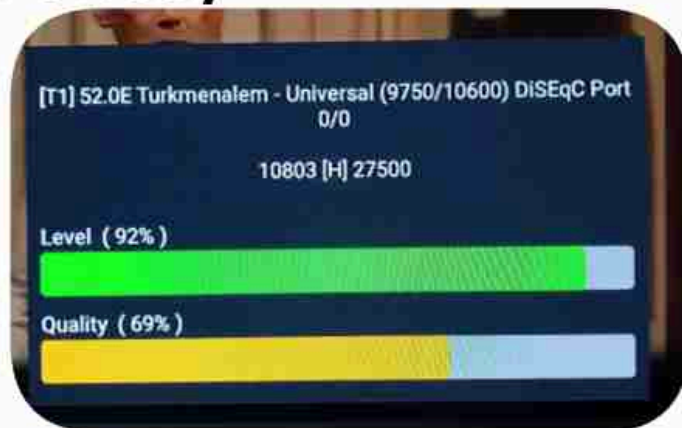 [T1] 52.0E Turkmenalem - Universal (9750/10600) DiSEqC Port
0/0
10803 [H] 27500
Level ( 92% )
Quality ( 69% )